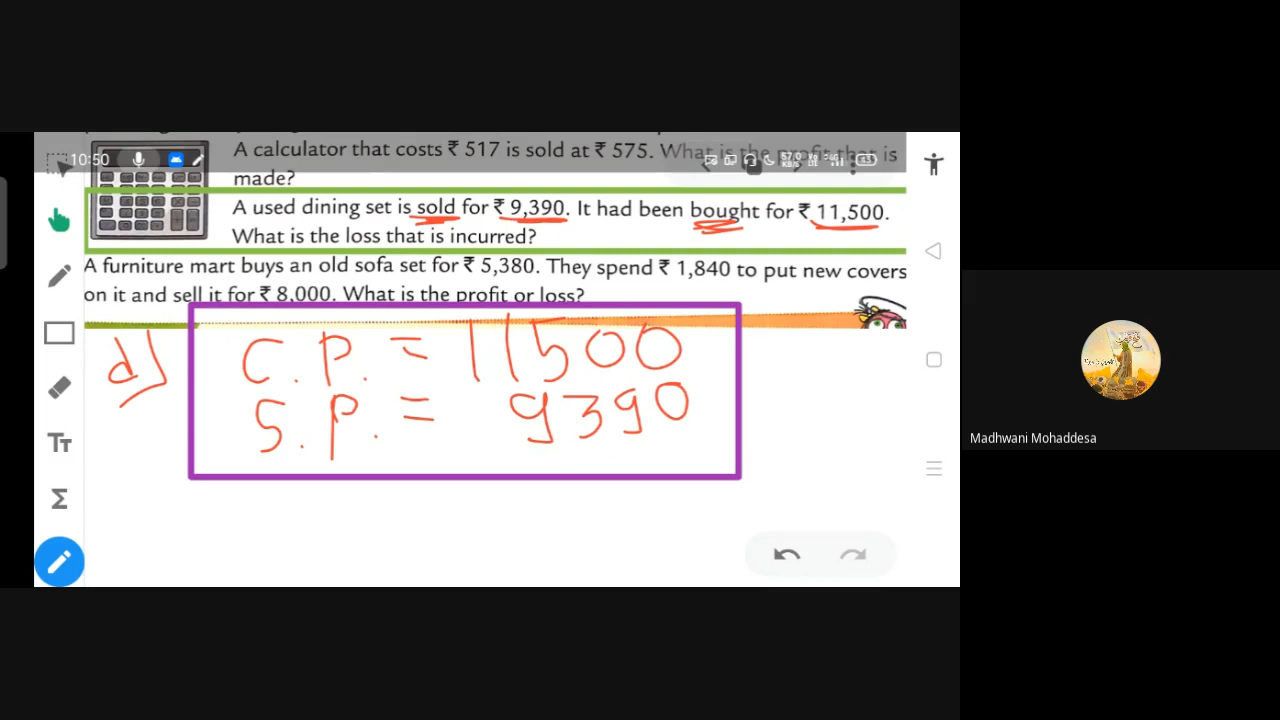 10:50
A calculator that costs ₹ 517 is sold at ₹ 575. What is the profit that is
made?
A used dining set is sold for ₹ 9,390. It had been bought for ₹ 11,500.
What is the loss that is incurred?
A furniture mart buys an old sofa set for ₹ 5,380. They spend ₹ 1,840 to put new covers
on it and sell it for ₹ 8,000. What is the profit or loss?
d) C.P. = 11500
S.P. = 9390
TT
Σ
Madhwani Mohaddesa